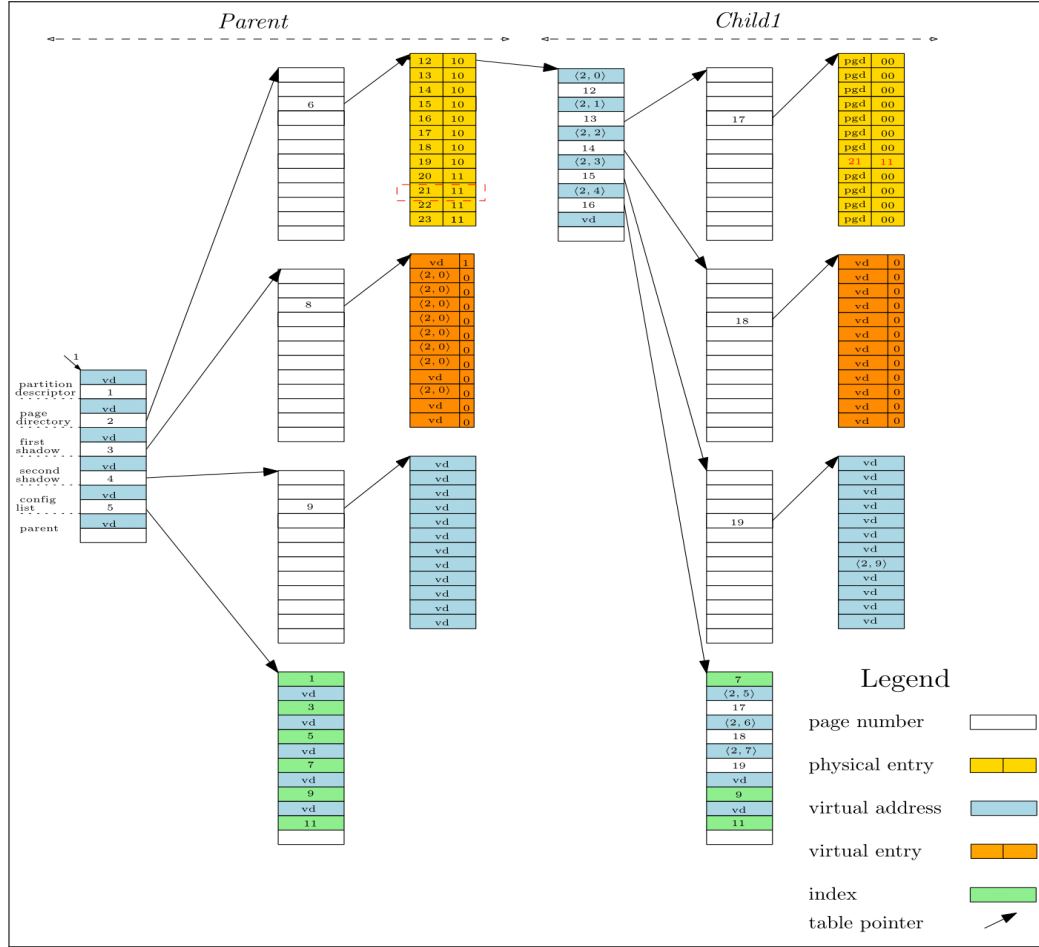 Parent
Child1
6
12 10
13 10
14 10
15 10
16 10
17 10
18 10
19 10
20 11
21 11
22 11
23 11
⟨2, 0⟩
12
⟨2, 1⟩
13
⟨2, 2⟩
14
⟨2, 3⟩
15
⟨2, 4⟩
16
vd
17
pgd 00
pgd 00
pgd 00
pgd 00
pgd 00
pgd 00
pgd 00
21 11
pgd 00
pgd 00
pgd 00
pgd 00
8
vd 1
⟨2, 0⟩ 0
⟨2, 0⟩ 0
⟨2, 0⟩ 0
⟨2, 0⟩ 0
⟨2, 0⟩ 0
⟨2, 0⟩ 0
⟨2, 0⟩ 0
vd 0
⟨2, 0⟩ 0
vd 0
vd 0
18
vd 0
vd 0
vd 0
vd 0
vd 0
vd 0
vd 0
vd 0
vd 0
vd 0
vd 0
vd 0
1
vd
partition
descriptor
1
vd
page
directory
2
vd
first
shadow
3
vd
second
shadow
4
vd
config
list
5
vd
parent
9
vd
vd
vd
vd
vd
vd
vd
vd
vd
vd
vd
vd
19
vd
vd
vd
vd
vd
vd
vd
⟨2, 9⟩
vd
vd
vd
vd
1
vd
3
vd
5
vd
7
vd
9
vd
11
7
⟨2, 5⟩
17
⟨2, 6⟩
18
⟨2, 7⟩
19
vd
9
vd
11
Legend
page number
physical entry
virtual address
virtual entry
index
table pointer